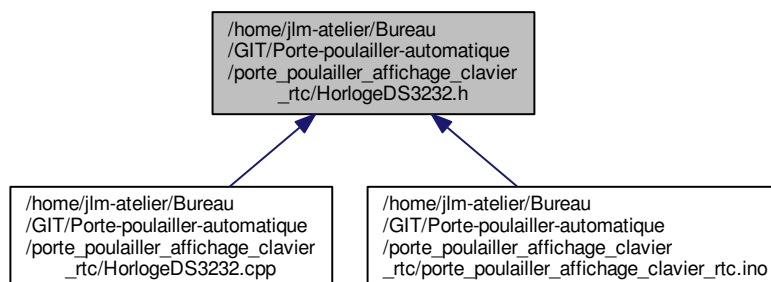 /home/jlm-atelier/Bureau
/GIT/Porte-poulailler-automatique
/porte_poulailler_affichage_clavier
_rtc/HorlogeDS3232.h
/home/jlm-atelier/Bureau
/GIT/Porte-poulailler-automatique
/porte_poulailler_affichage_clavier
_rtc/HorlogeDS3232.cpp
/home/jlm-atelier/Bureau
/GIT/Porte-poulailler-automatique
/porte_poulailler_affichage_clavier
_rtc/porte_poulailler_affichage_clavier_rtc.ino